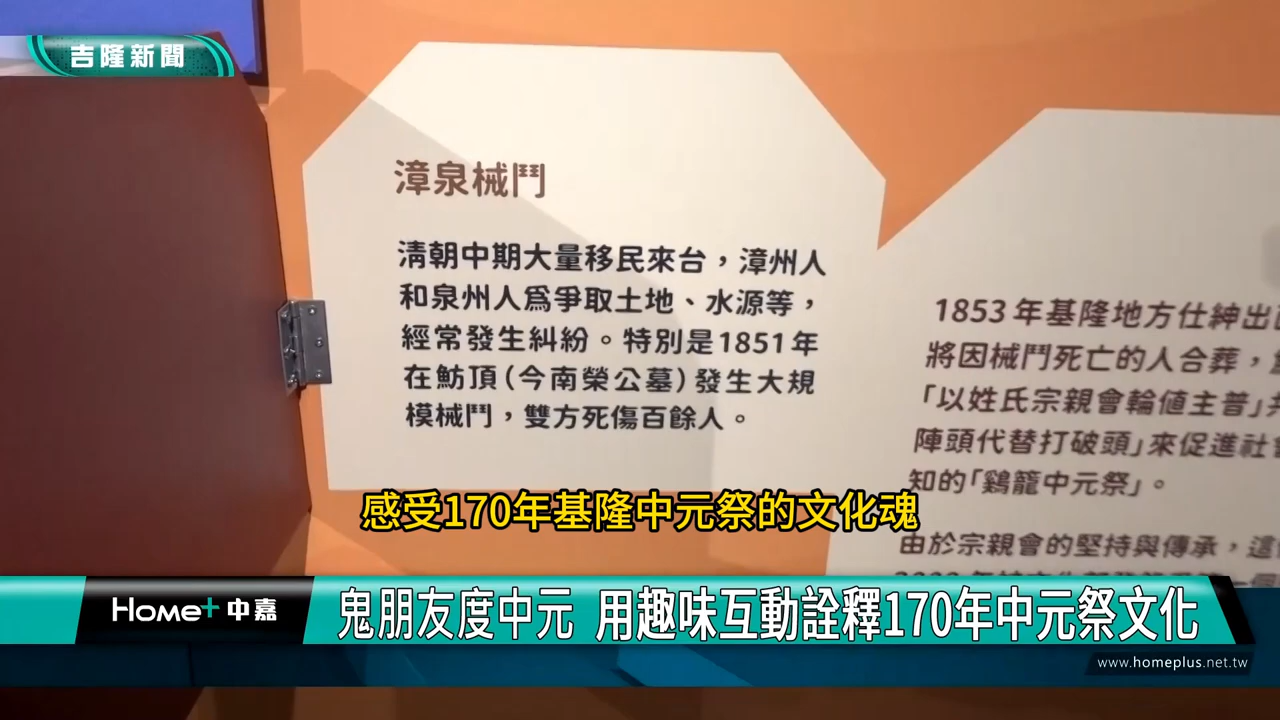 吉隆新聞
漳泉械鬥
清朝中期大量移民來台，漳州人
和泉州人為爭取土地、水源等，
經常發生糾紛。特別是1851年
在魴頂(今南榮公墓)發生大規
模械鬥，雙方死傷百餘人。
1853年基隆地方仕紳出
將因械鬥死亡的人合葬，
「以姓氏宗親會輪值主普」
陣頭代替打破頭」來促進社
知的「鷄籠中元祭」。
由於宗親會的堅持與傳承，這
感受170年基隆中元祭的文化魂
Home+中嘉
鬼朋友度中元 用趣味互動詮釋170年中元祭文化
www.homeplus.net.tw